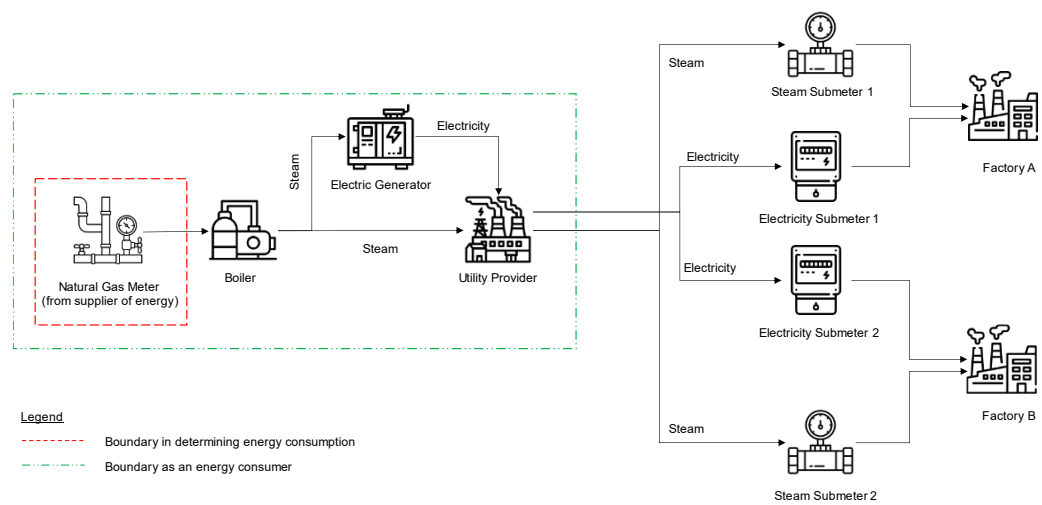 Steam
Steam Submeter 1
Factory A
Electricity
Electricity Submeter 1
Steam
Electric Generator
Electricity
Natural Gas Meter
(from supplier of energy)
Boiler
Steam
Utility Provider
Electricity
Electricity Submeter 2
Factory B
Steam
Steam Submeter 2
Legend
Boundary in determining energy consumption
Boundary as an energy consumer